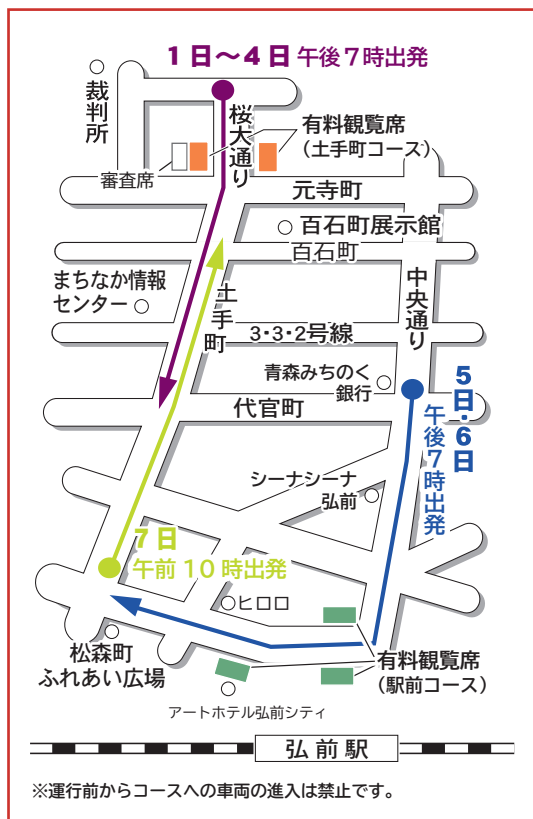 1日〜4日 午後7時出発
裁判所
桜大通り
有料観覧席
（土手町コース）
審査席
元寺町
百石町展示館
百石町
まちなか情報
センター
土手町
中央通り
3・3・2号線
青森みちのく
銀行
代官町
5日・6日
午後7時出発
シーナシーナ
弘前
7日
午前10時出発
ヒロロ
松森町
ふれあい広場
有料観覧席
（駅前コース）
アートホテル弘前シティ
弘前駅
※運行前からコースへの車両の進入は禁止です。